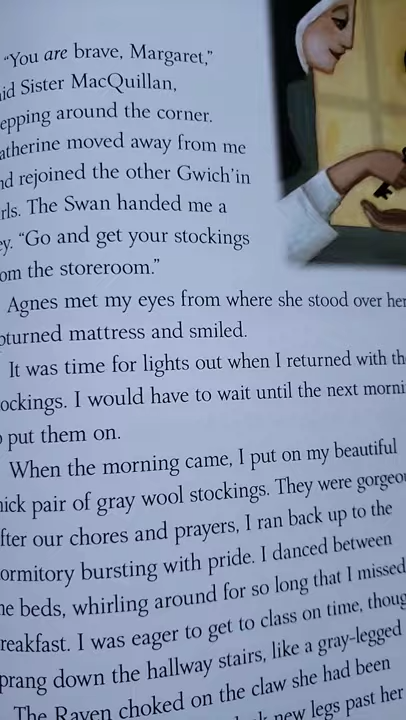 "You are brave, Margaret,"
id Sister MacQuillan,
epping around the corner.
atherine moved away from me
nd rejoined the other Gwich'in
rls. The Swan handed me a
ey. "Go and get your stockings
om the storeroom."
Agnes met my eyes from where she stood over her
pturned mattress and smiled.
It was time for lights out when I returned with th
ockings. I would have to wait until the next morni
o put them on.
When the morning came, I put on my beautiful
hick pair of gray wool stockings. They were gorgeou
fter our chores and prayers, I ran back up to the
ormitory bursting with pride. I danced between
he beds, whirling around for so long that I missed
reakfast. I was eager to get to class on time, thoug
prang down the hallway stairs, like a gray-legged
The Raven choked on the claw she had been
new legs past her